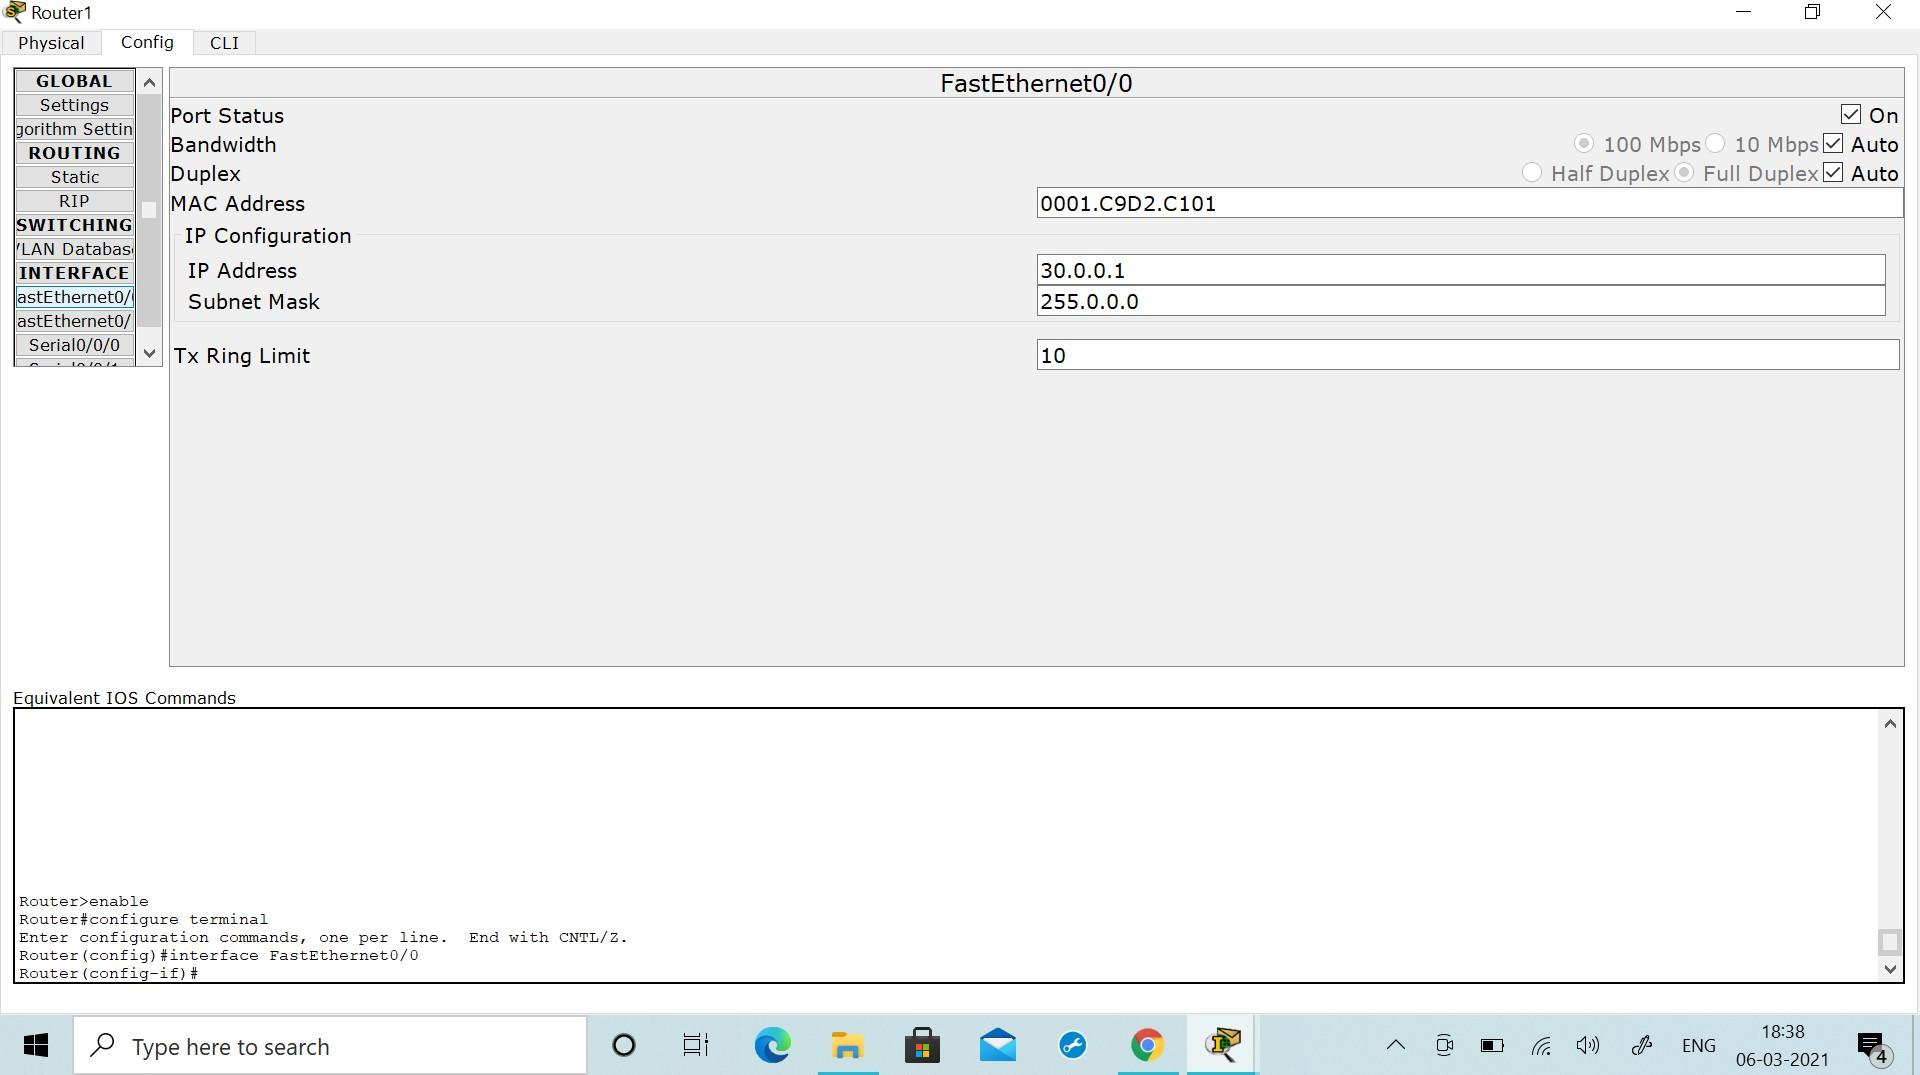 Router1
Physical Config CLI
GLOBAL
Settings
gorithm Settin
ROUTING
Static
RIP
SWITCHING
LAN Databas
INTERFACE
astEthernet0/
astEthernet0/
Serial0/0/0
FastEthernet0/0
Port Status On
Bandwidth 100 Mbps 10 Mbps Auto
Duplex Half Duplex Full Duplex Auto
MAC Address 0001.C9D2.C101
IP Configuration
IP Address 30.0.0.1
Subnet Mask 255.0.0.0
Tx Ring Limit 10
Equivalent IOS Commands
Router>enable
Router#configure terminal
Enter configuration commands, one per line.  End with CNTL/Z.
Router(config)#interface FastEthernet0/0
Router(config-if)#
Type here to search
ENG
18:38
06-03-2021
4